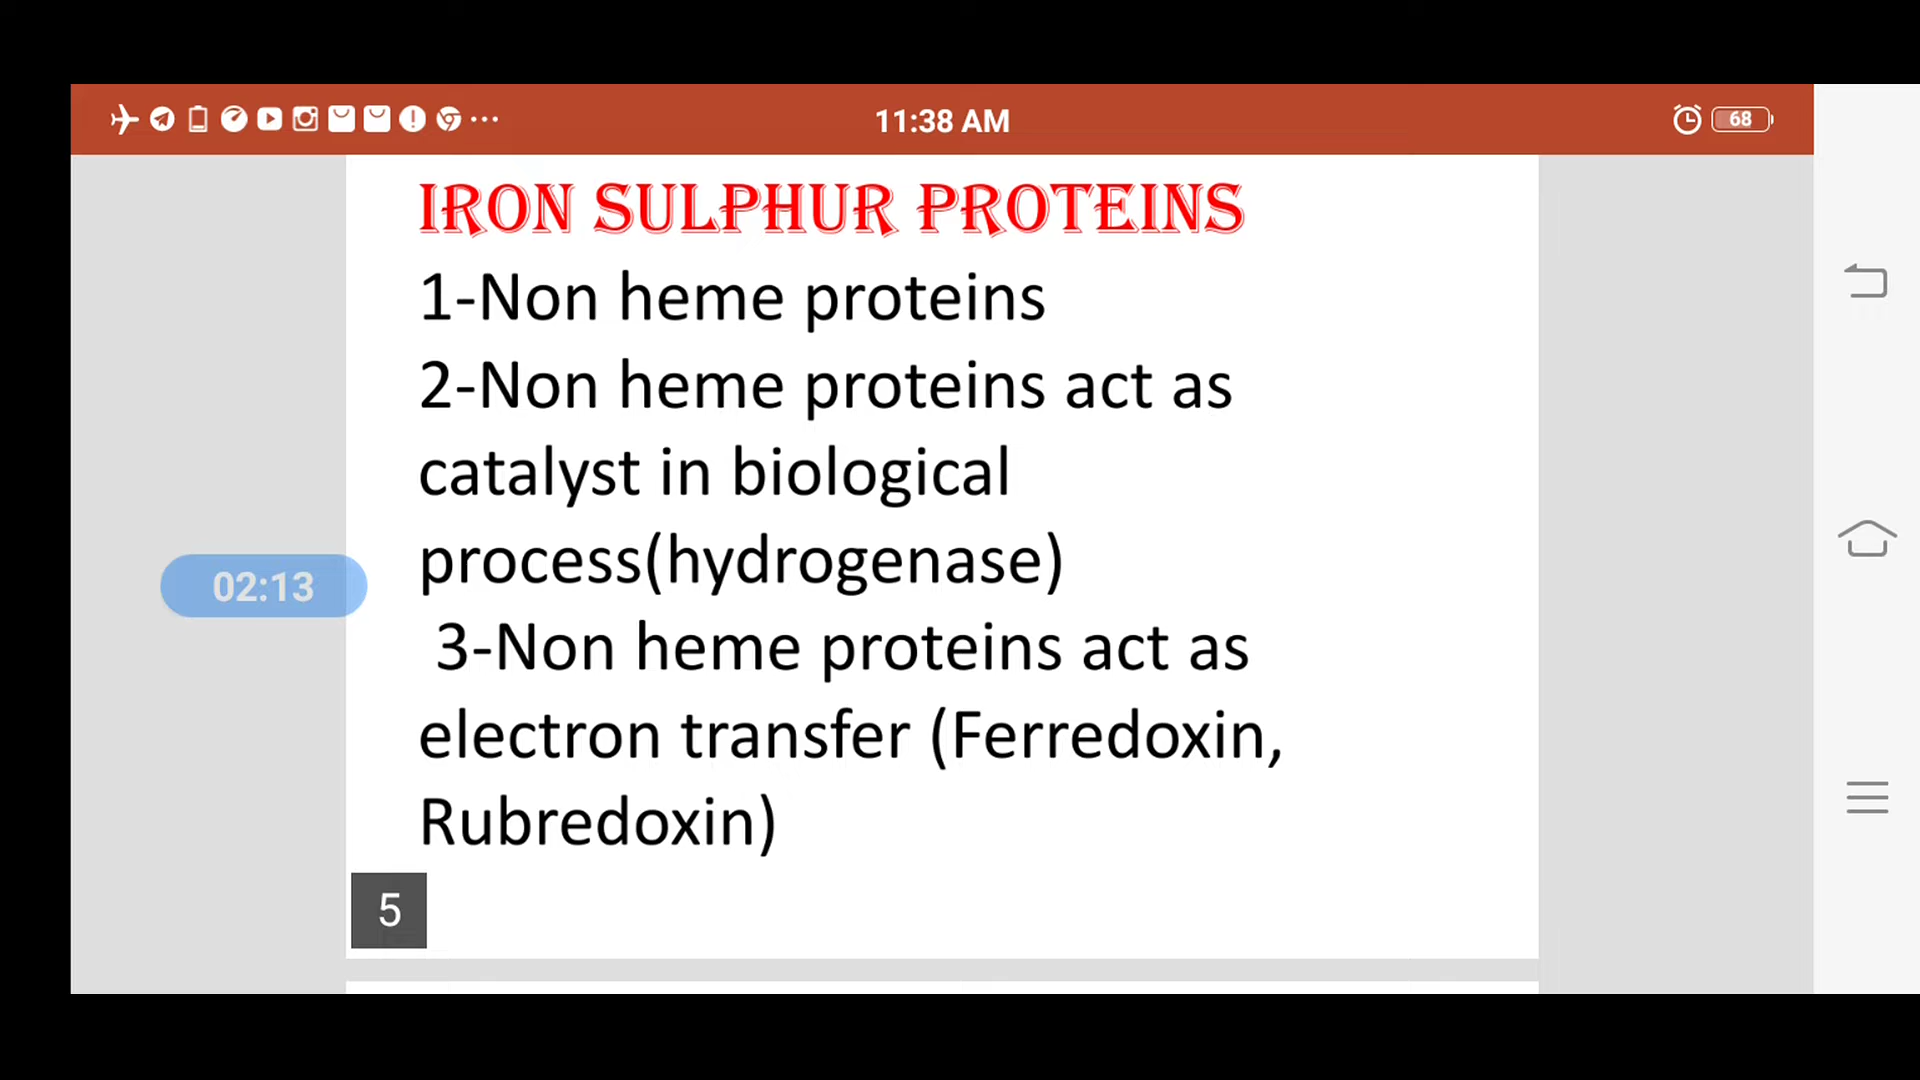 11:38 AM
68
IRON SULPHUR PROTEINS
1-Non heme proteins
2-Non heme proteins act as
catalyst in biological
process(hydrogenase)
02:13
3-Non heme proteins act as
electron transfer (Ferredoxin,
Rubredoxin)
5